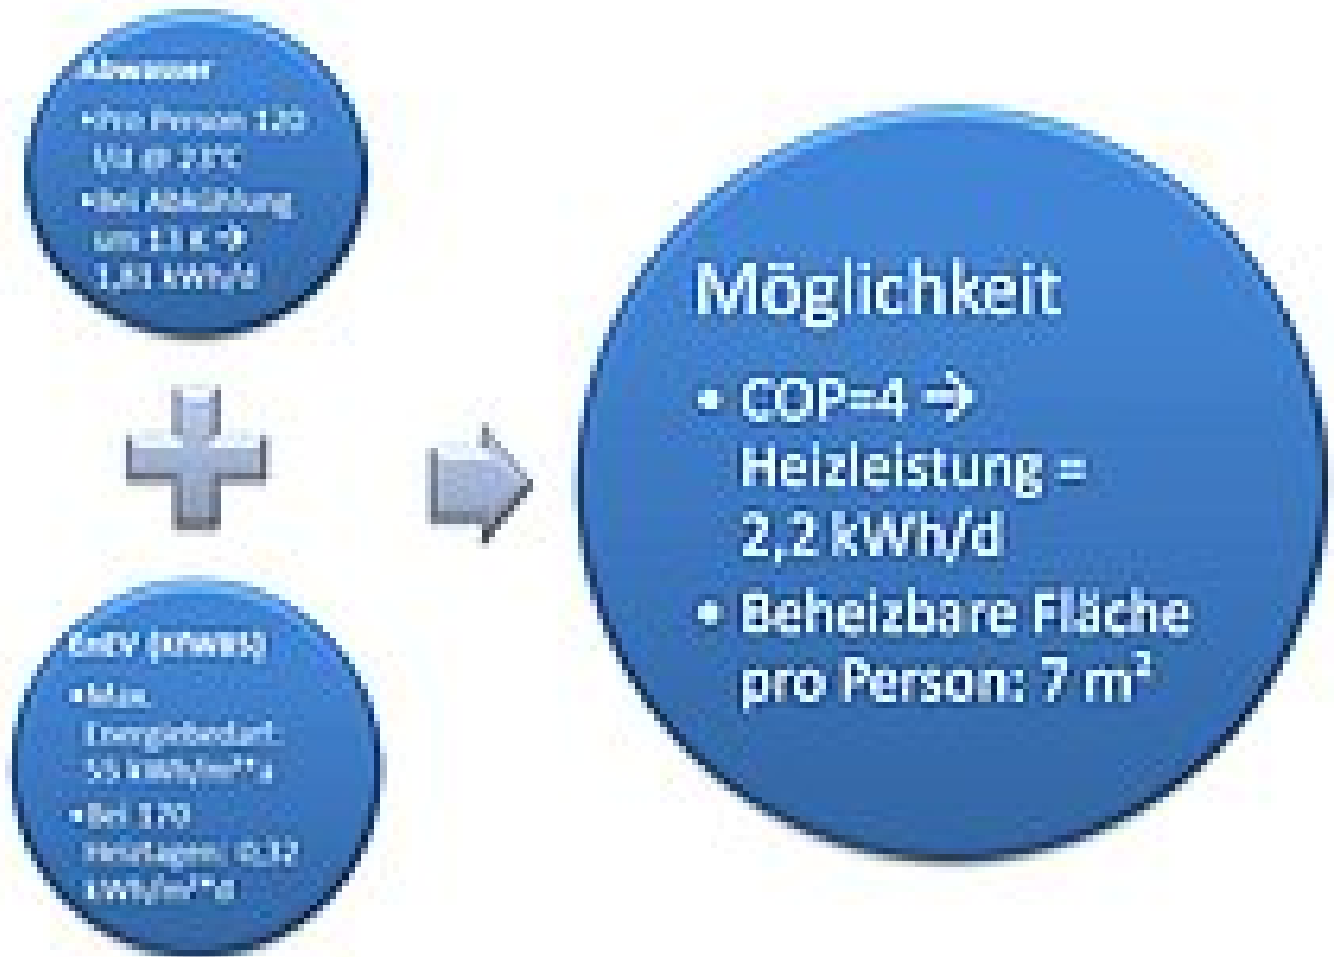 Abwasser
•Pro Person 120
l/d @ 23°C
•Bei Abkühlung
um 13 K →
1,81 kWh/d
EnEV (KfW85)
•Max.
Energiebedarf:
55 kWh/m²*a
•Bei 170
Heiztagen: 0,32
kWh/m²*d
Möglichkeit
• COP=4 →
Heizleistung =
2,2 kWh/d
• Beheizbare Fläche
pro Person: 7 m²